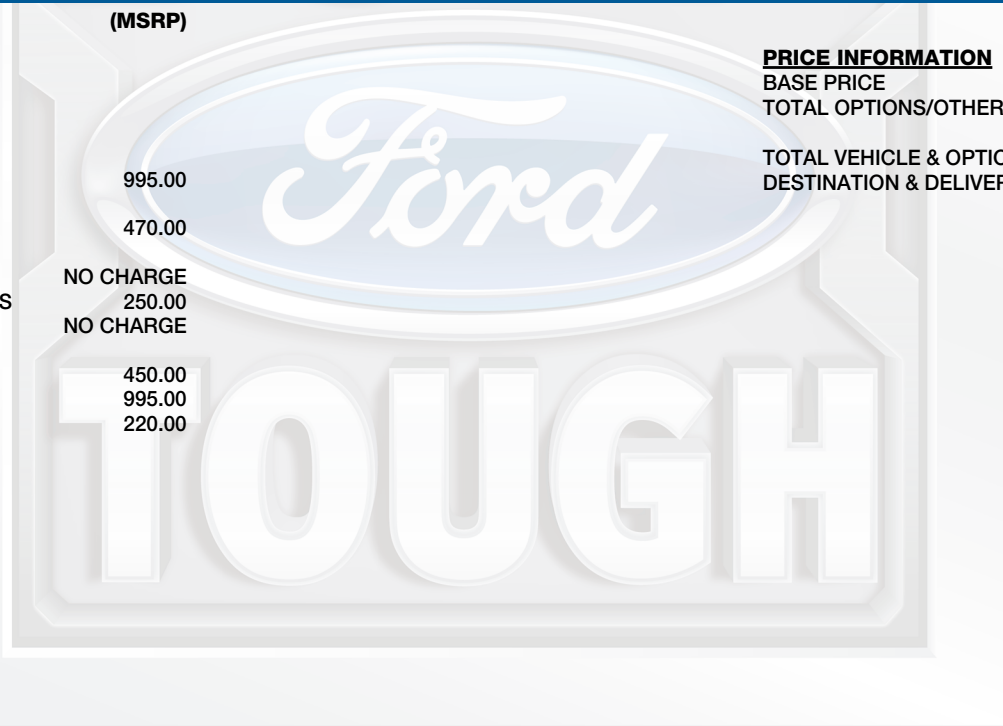 (MSRP)
PRICE INFORMATION
BASE PRICE
TOTAL OPTIONS/OTHER
TOTAL VEHICLE & OPTIO
DESTINATION & DELIVER
995.00
470.00
NO CHARGE
S 250.00
NO CHARGE
450.00
995.00
220.00
Ford
TOUGH